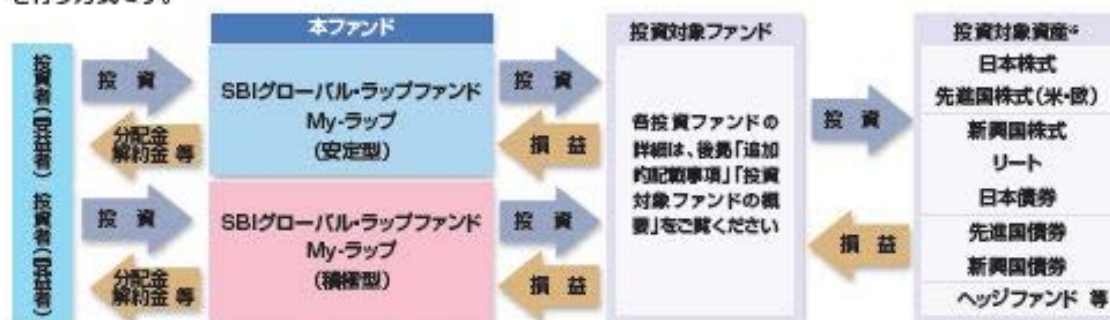 を行う方式です。
本ファンド
投資対象ファンド
投資対象資産※
投資者(受益者)
投資者(受益者)
投 資
分配金
解約金 等
投 資
分配金
解約金 等
SBIグローバル・ラップファンド
My-ラップ
(安定型)
SBIグローバル・ラップファンド
My-ラップ
(積極型)
投 資
損 益
投 資
損 益
各投資ファンドの
詳細は、後掲「追加
的記載事項」「投資
対象ファンドの概
要」をご覧ください
投 資
損 益
日本株式
先進国株式(米・欧)
新興国株式
リート
日本債券
先進国債券
新興国債券
ヘッジファンド 等